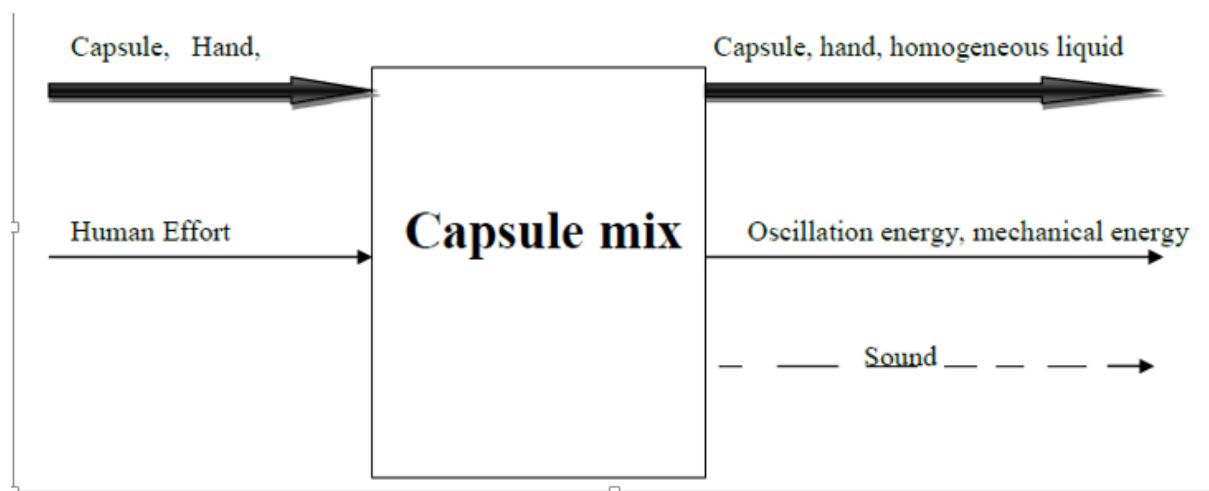 Capsule, Hand,
Capsule, hand, homogeneous liquid
Human Effort
Capsule mix
Oscillation energy, mechanical energy
Sound